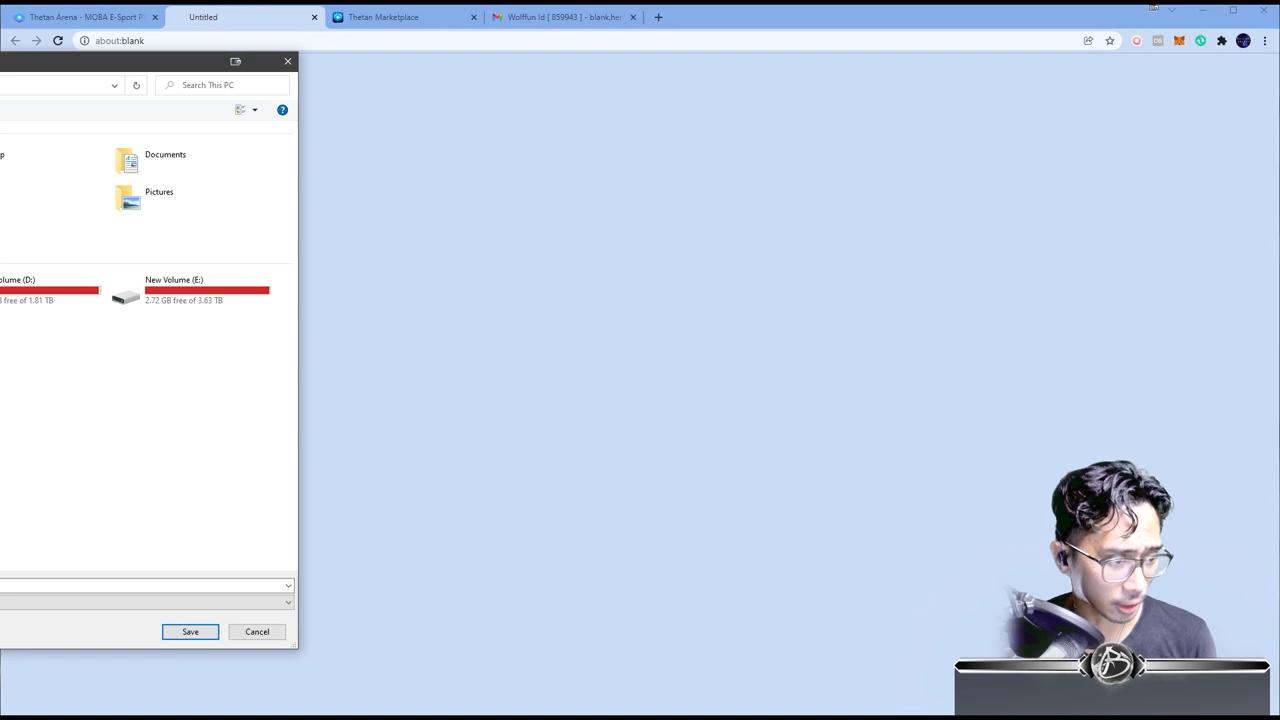 Thetan Arena - MOBA E-Sport P
Untitled
Thetan Marketplace
Wolffun Id [ 859943 ] - blank.her
about:blank
Search This PC
p
Documents
Pictures
olume (D:)
free of 1.81 TB
New Volume (E:)
2.72 GB free of 3.63 TB
Save
Cancel